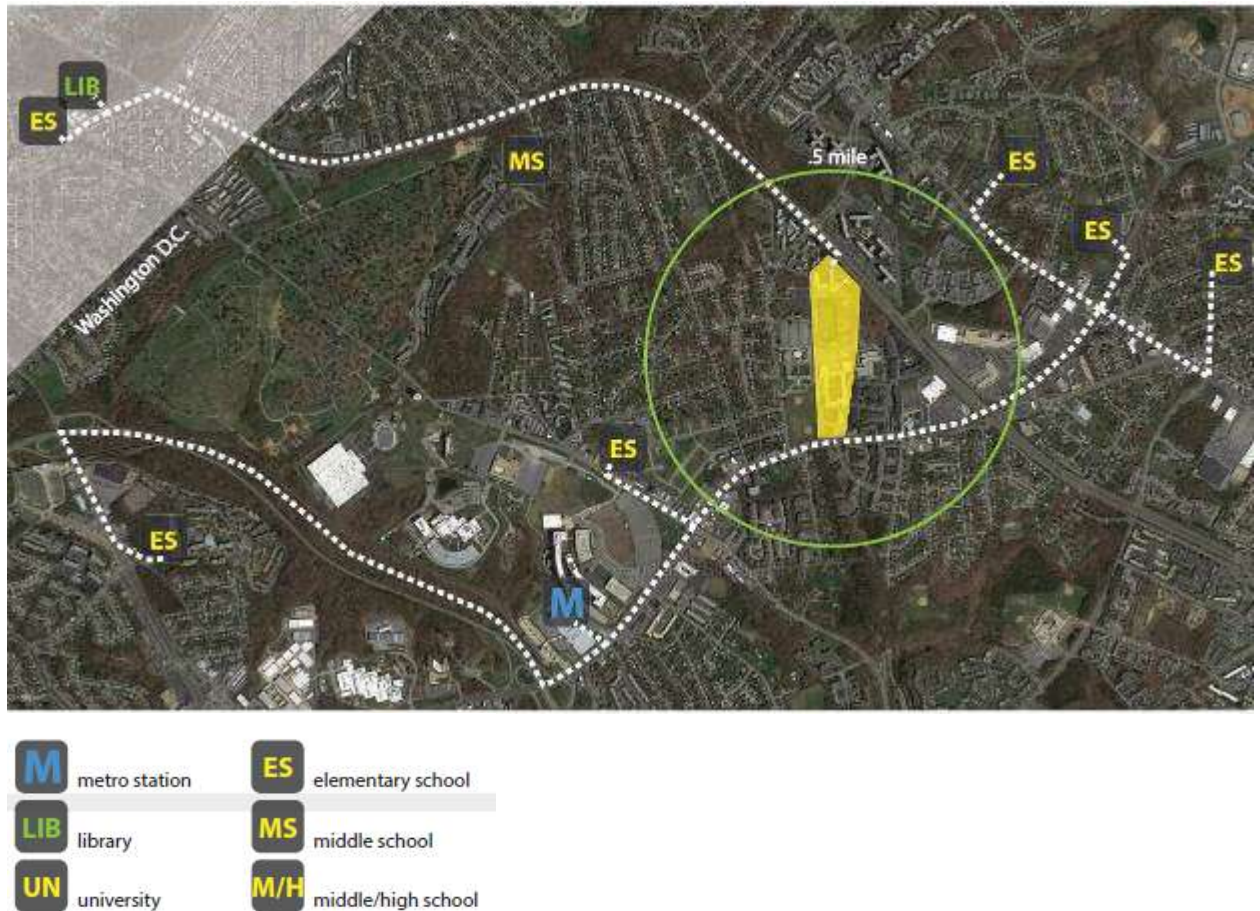 LIB
ES
MS
.5 mile
ES
ES
ES
Washington D.C.
ES
ES
M
M metro station
ES elementary school
LIB library
MS middle school
UN university
M/H middle/high school